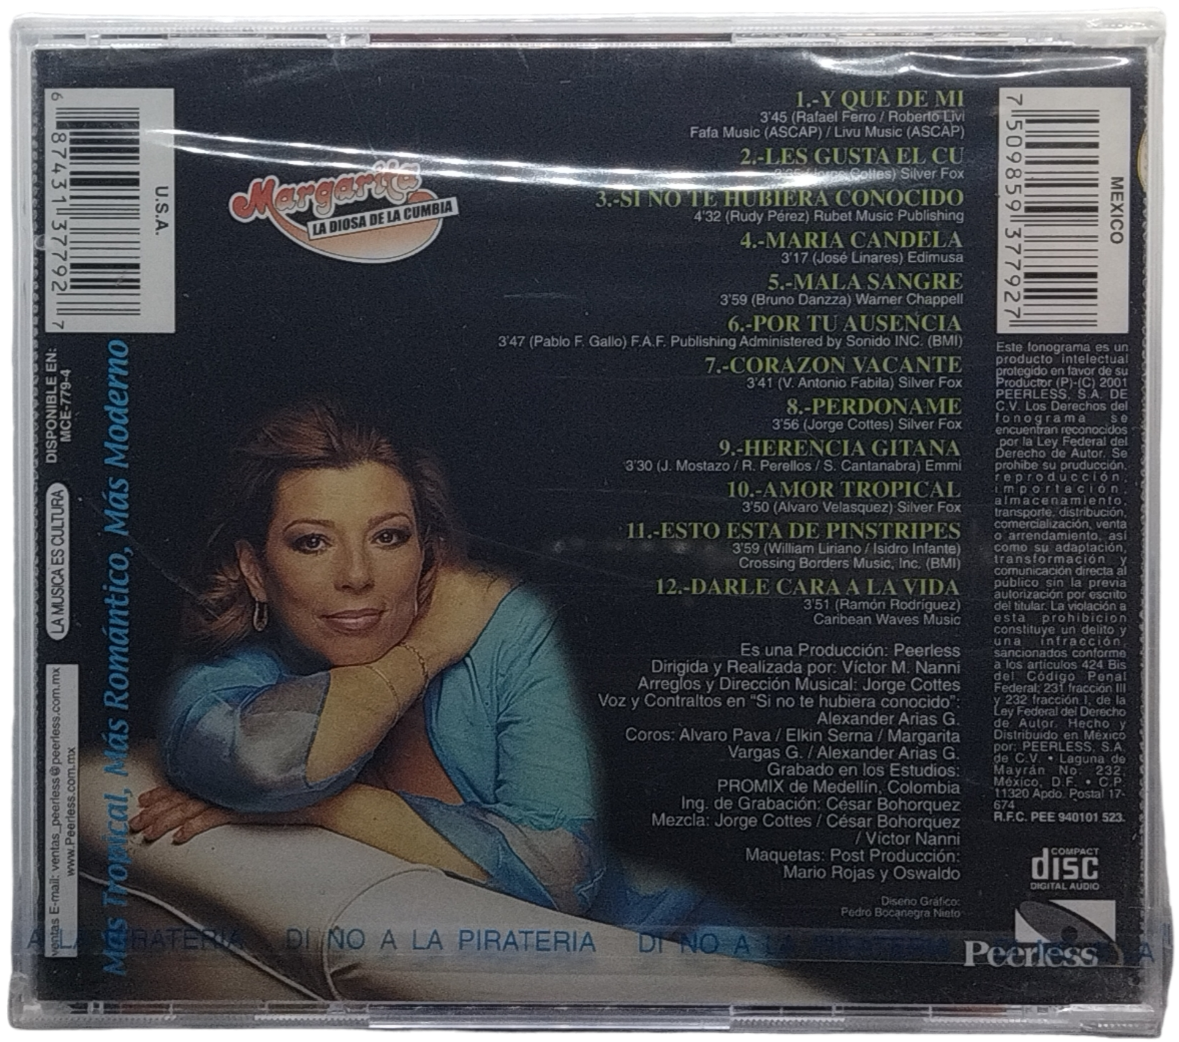 6 87431 37792 7
U.S.A.
DISPONIBLE EN:
MCE-779-4
LA MUSICA ES CULTURA
ventas E-mail: ventas_peerless@peerless.com.mx
www.Peerless.com.mx
Más Tropical, Más Romántico, Más Moderno
Margarita
LA DIOSA DE LA CUMBIA
1.-Y QUE DE MI
3'45 (Rafael Ferro / Roberto Livi
Fafa Music (ASCAP) / Livu Music (ASCAP)
2.-LES GUSTA EL CU
(Jorge Cottes) Silver Fox
3.-SI NO TE HUBIERA CONOCIDO
4'32 (Rudy Pérez) Rubet Music Publishing
4.-MARIA CANDELA
3'17 (José Linares) Edimusa
5.-MALA SANGRE
3'59 (Bruno Danzza) Warner Chappell
6.-POR TU AUSENCIA
3'47 (Pablo F. Gallo) F.A.F. Publishing Administered by Sonido INC. (BMI)
7.-CORAZON VACANTE
3'41 (V. Antonio Fabila) Silver Fox
8.-PERDONAME
3'56 (Jorge Cottes) Silver Fox
9.-HERENCIA GITANA
3'30 (J. Mostazo / R. Perellos / S. Cantanabra) Emmi
10.-AMOR TROPICAL
3'50 (Alvaro Velasquez) Silver Fox
11.-ESTO ESTA DE PINSTRIPES
3'59 (William Liriano / Isidro Infante)
Crossing Borders Music, Inc. (BMI)
12.-DARLE CARA A LA VIDA
3'51 (Ramón Rodríguez)
Caribean Waves Music
Es una Producción: Peerless
Dirigida y Realizada por: Víctor M. Nanni
Arreglos y Dirección Musical: Jorge Cottes
Voz y Contraltos en "Si no te hubiera conocido":
Alexander Arias G.
Coros: Alvaro Pava / Elkin Serna / Margarita
Vargas G. / Alexander Arias G.
Grabado en los Estudios:
PROMIX de Medellín, Colombia
Ing. de Grabación: César Bohorquez
Mezcla: Jorge Cottes / César Bohorquez
/ Víctor Nanni
Maquetas: Post Producción:
Mario Rojas y Oswaldo
Diseño Gráfico:
Pedro Bocanegra Nieto
7 509859 377927
MEXICO
Este fonograma es un
producto intelectual
protegido en favor de su
Productor (P)-(C) 2001
PEERLESS, S.A. DE
C.V. Los Derechos del
fonograma se
encuentran reconocidos
por la Ley Federal del
Derecho de Autor. Se
prohibe su prucucción,
reproducción,
importación,
almacenamiento,
transporte, distribución,
comercialización, venta
o arrendamiento, así
como su adaptación,
transformación y
comunicación directa al
público sin la previa
autorización por escrito
del titular. La violación a
esta prohibicion
constituye un delito y
una infracción,
sancionados conforme
a los artículos 424 Bis
del Código Penal
Federal; 231 fracción III
y 232 fracción I, de la
Ley Federal del Derecho
de Autor. Hecho y
Distribuido en México
por: PEERLESS, S.A.
de C.V. • Laguna de
Mayrán No. 232,
México, D.F. • C.P.
11320 Apdo. Postal 17-
674
R.F.C. PEE 940101 523.
COMPACT
disc
DIGITAL AUDIO
Peerless
A LA PIRATERIA DI NO A LA PIRATERIA DI NO A LA PIRATERIA A